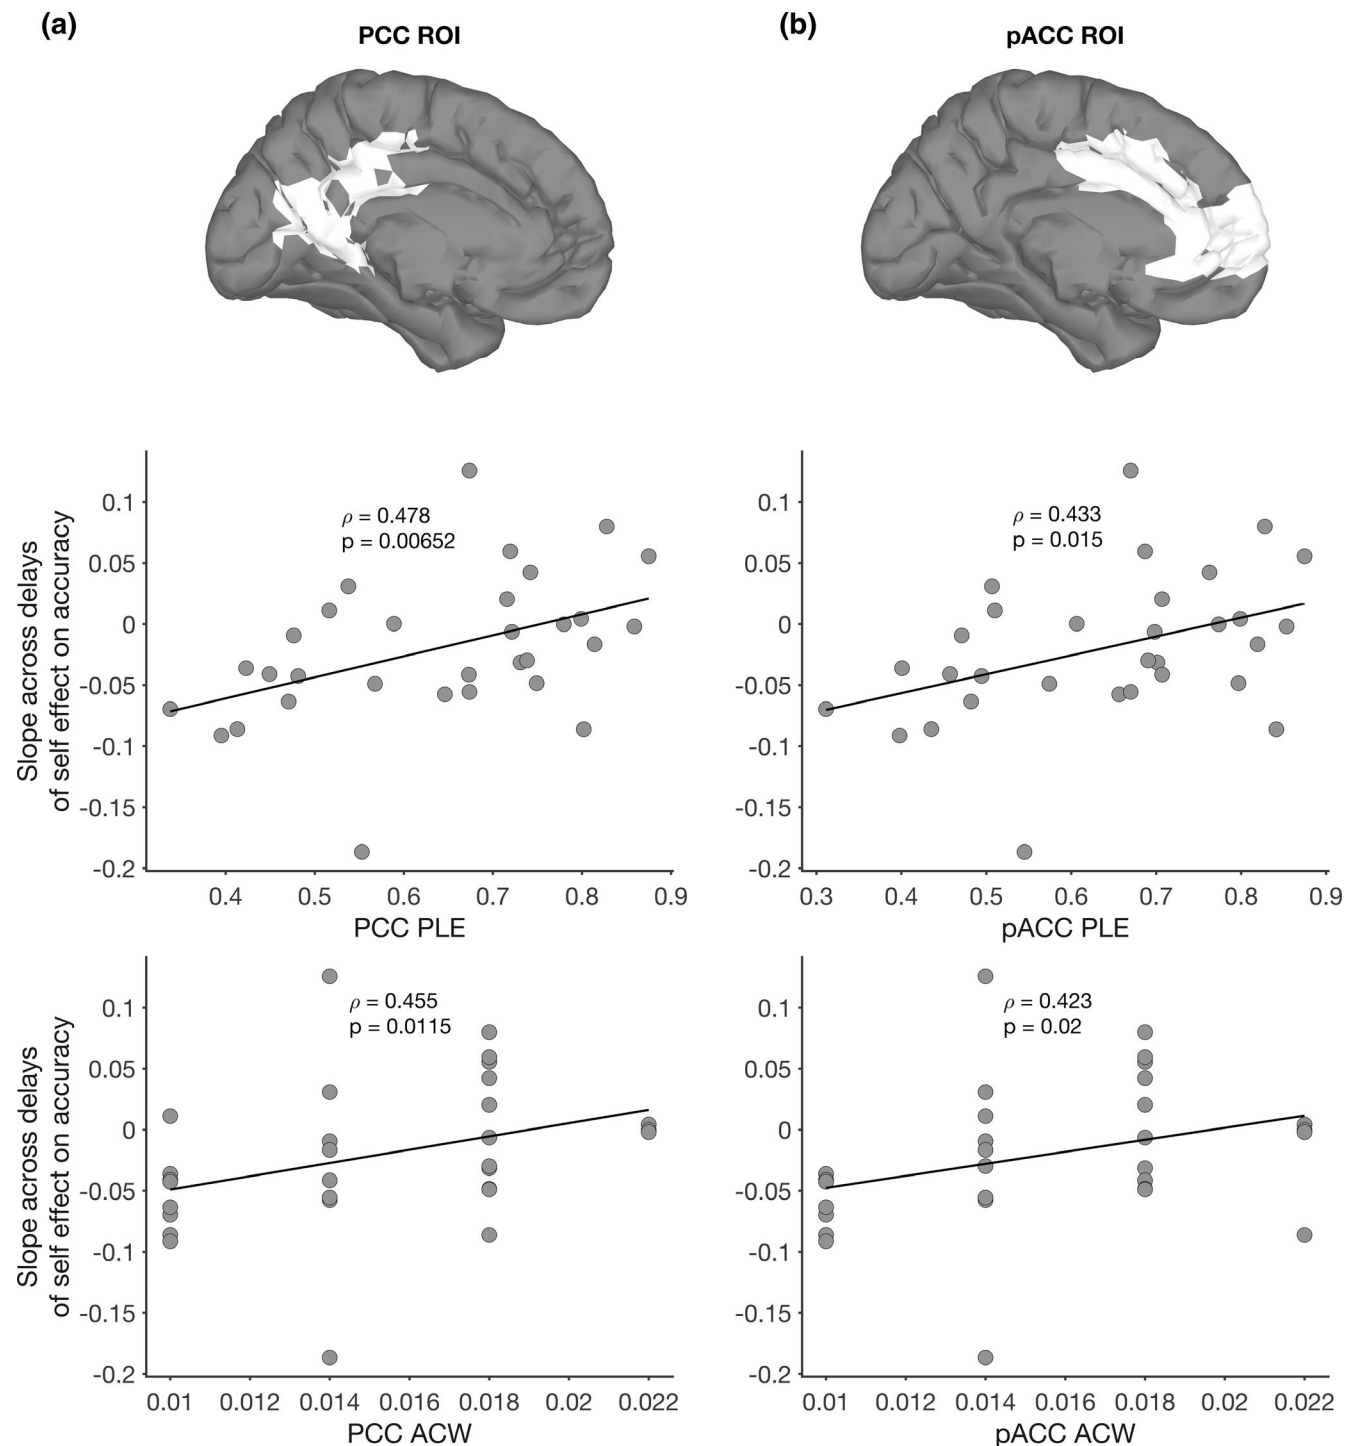 (a)
PCC ROI
(b)
pACC ROI
Slope across delays
of self effect on accuracy
0.1
0.05
0
-0.05
-0.1
-0.15
-0.2
ρ = 0.478
p = 0.00652
0.4 0.5 0.6 0.7 0.8 0.9
PCC PLE
0.1
0.05
0
-0.05
-0.1
-0.15
-0.2
ρ = 0.433
p = 0.015
0.3 0.4 0.5 0.6 0.7 0.8 0.9
pACC PLE
Slope across delays
of self effect on accuracy
0.1
0.05
0
-0.05
-0.1
-0.15
-0.2
ρ = 0.455
p = 0.0115
0.01 0.012 0.014 0.016 0.018 0.02 0.022
PCC ACW
0.1
0.05
0
-0.05
-0.1
-0.15
-0.2
ρ = 0.423
p = 0.02
0.01 0.012 0.014 0.016 0.018 0.02 0.022
pACC ACW